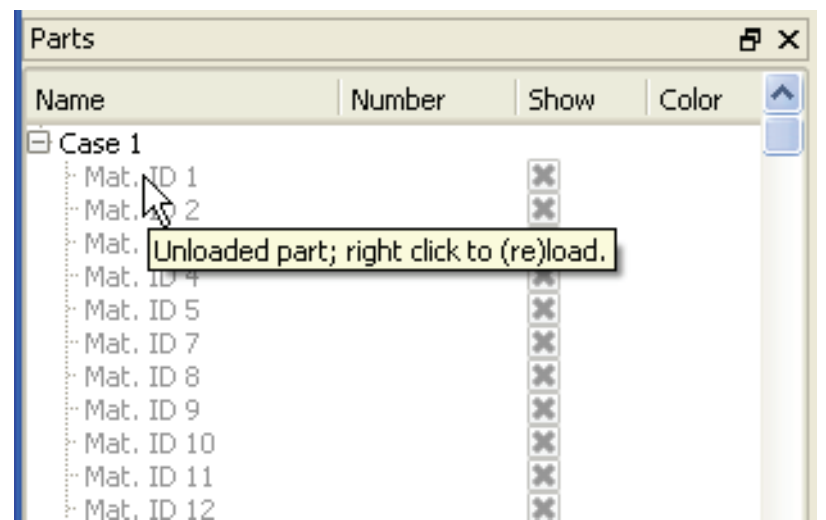 Parts
Name Number Show Color
Case 1
Mat. ID 1
Mat. ID 2
Mat.
Unloaded part; right click to (re)load.
Mat. ID 4
Mat. ID 5
Mat. ID 7
Mat. ID 8
Mat. ID 9
Mat. ID 10
Mat. ID 11
Mat. ID 12